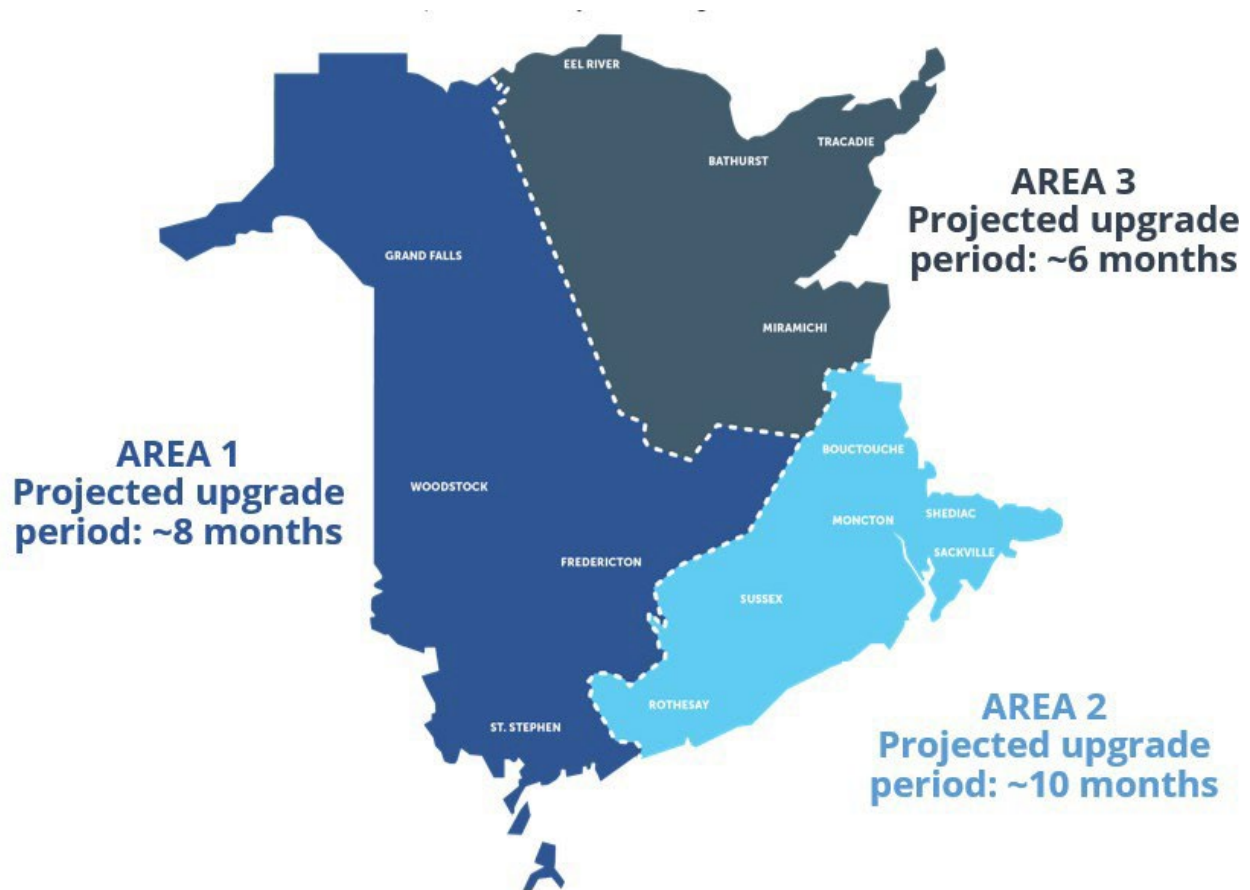 EEL RIVER
TRACADIE
BATHURST
AREA 3
Projected upgrade
period: ~6 months
GRAND FALLS
MIRAMICHI
AREA 1
Projected upgrade
period: ~8 months
BOUCTOUCHE
WOODSTOCK
SHEDIAC
MONCTON
SACKVILLE
FREDERICTON
SUSSEX
ROTHESAY
ST. STEPHEN
AREA 2
Projected upgrade
period: ~10 months